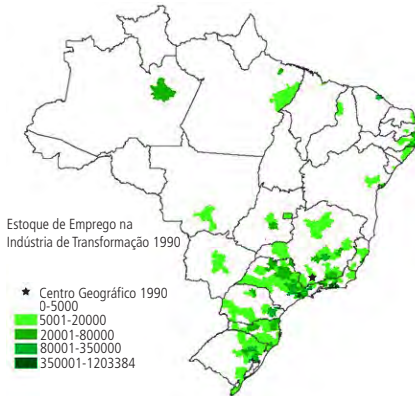 Estoque de Emprego na
Indústria de Transformação 1990
Centro Geográfico 1990
0-5000
5001-20000
20001-80000
80001-350000
350001-1203384